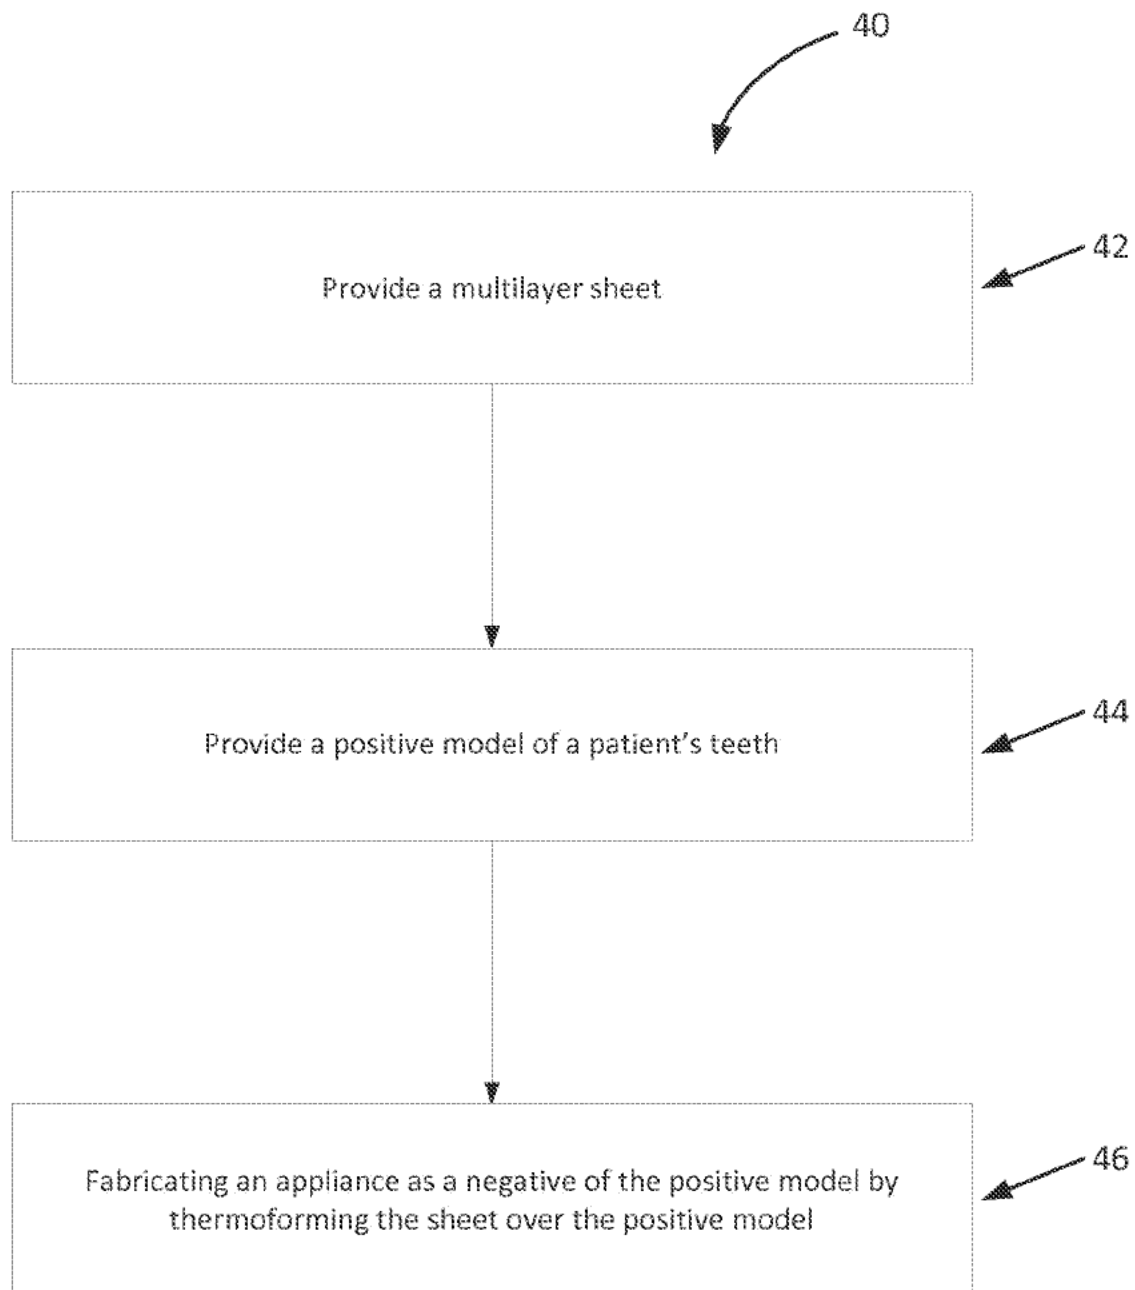 40
Provide a multilayer sheet
42
Provide a positive model of a patient's teeth
44
Fabricating an appliance as a negative of the positive model by
thermoforming the sheet over the positive model
46